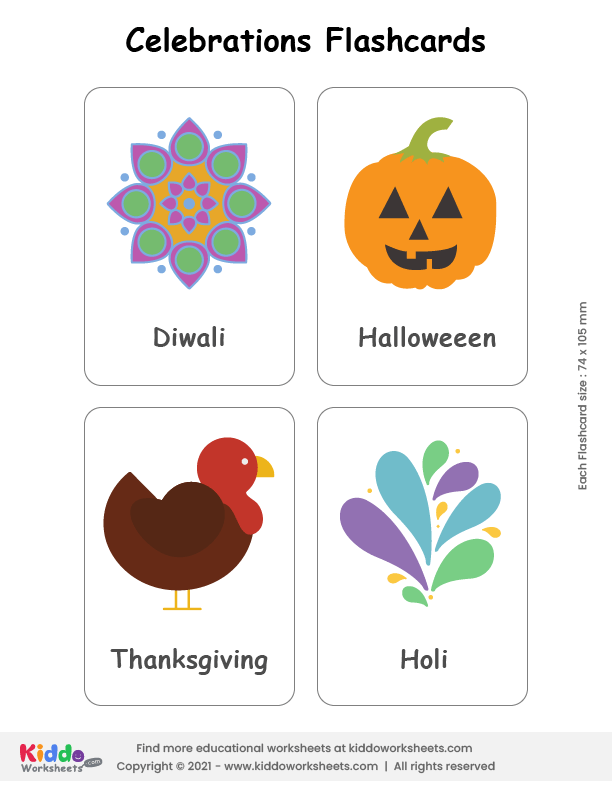 Celebrations Flashcards
Diwali
Halloweeen
Thanksgiving
Holi
Each Flashcard size : 74 x 105 mm
Kiddo
Worksheets
.com
Find more educational worksheets at kiddoworksheets.com
Copyright © 2021 - www.kiddoworksheets.com | All rights reserved